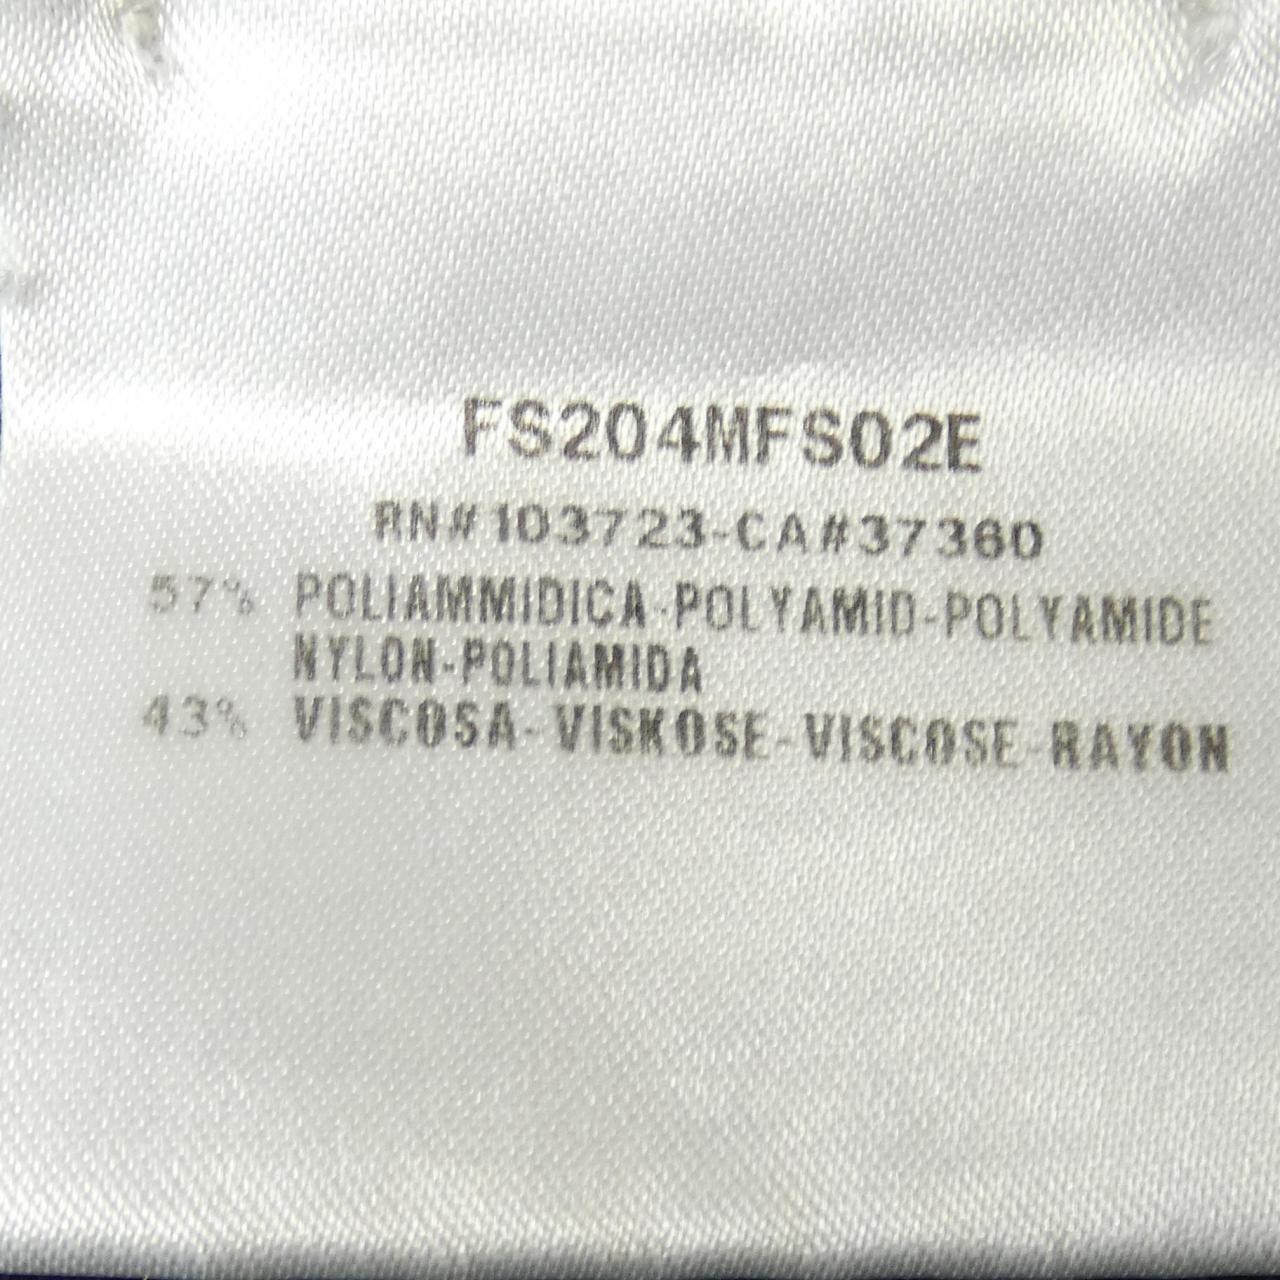 FS204MFS02E
RN#103723-CA#37360
57% POLIAMMIDICA-POLYAMID-POLYAMIDE
NYLON-POLIAMIDA
43% VISCOSA-VISKOSE-VISCOSE-RAYON